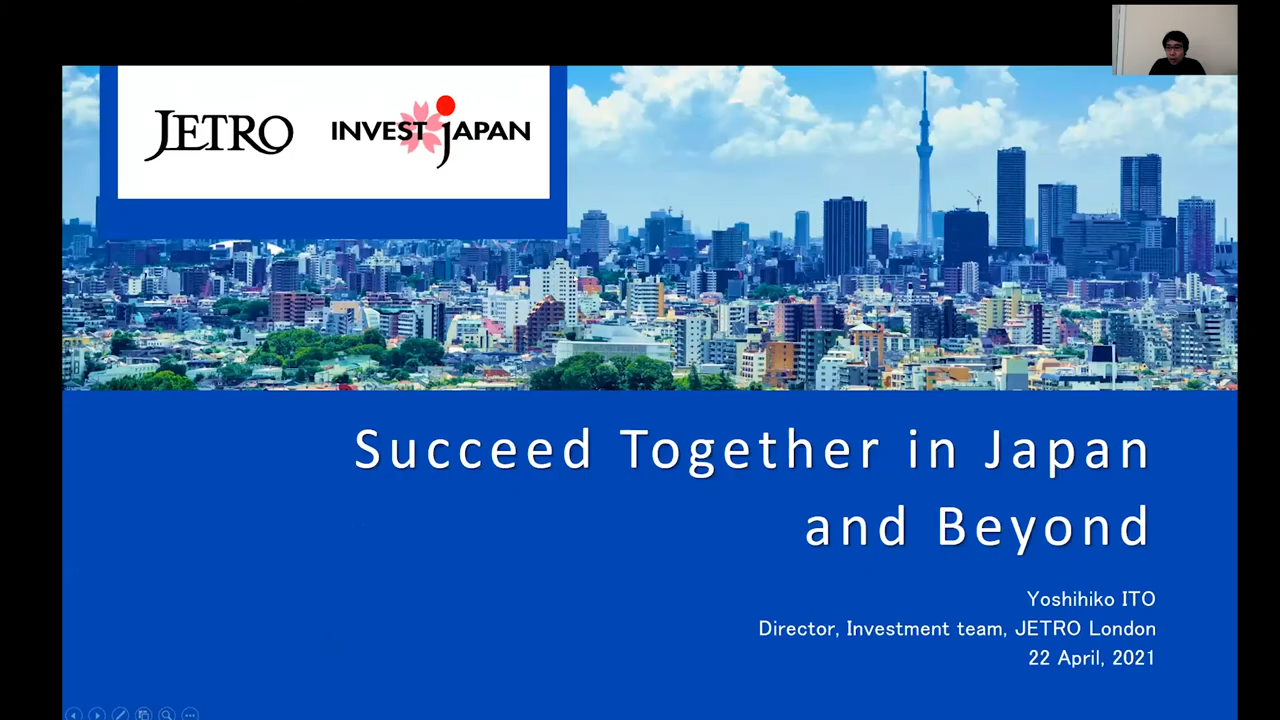 JETRO
INVEST JAPAN
Succeed Together in Japan
and Beyond
Yoshihiko ITO
Director, Investment team, JETRO London
22 April, 2021